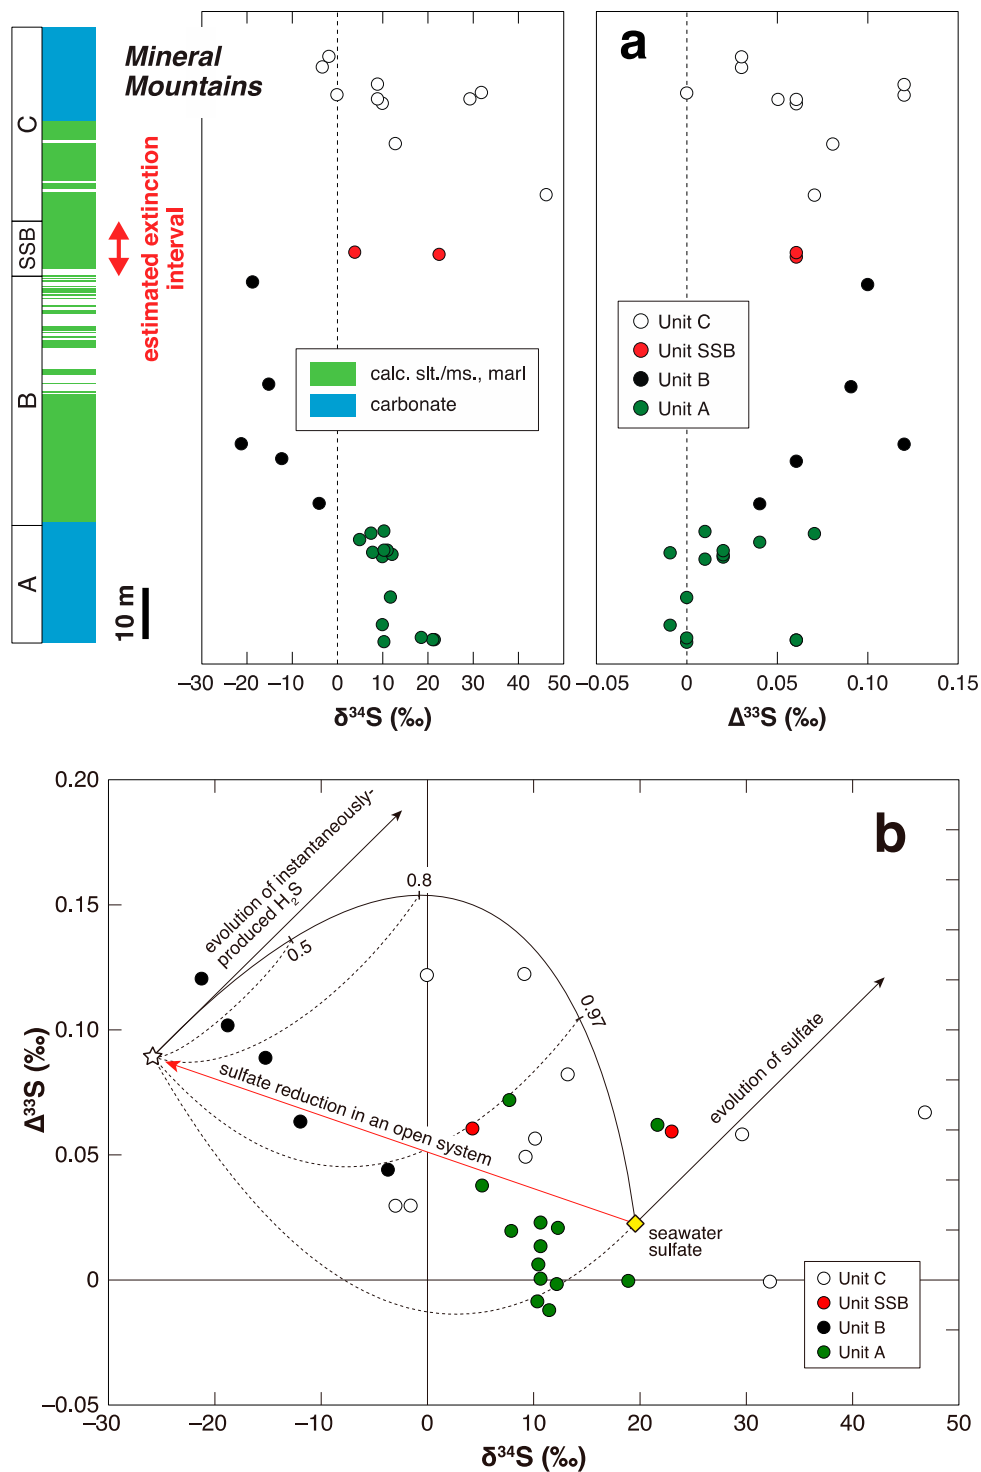 a
Mineral
Mountains
C
SSB
B
A
estimated extinction
interval
10 m
calc. slt./ms., marl
carbonate
Unit C
Unit SSB
Unit B
Unit A
−30 −20 −10 0 10 20 30 40 50
δ³⁴S (‰)
−0.05 0 0.05 0.10 0.15
Δ³³S (‰)
b
0.20
0.15
0.10
0.05
0
−0.05
Δ³³S (‰)
evolution of instantaneously-
produced H₂S
0.5
0.8
0.97
sulfate reduction in an open system
evolution of sulfate
seawater
sulfate
Unit C
Unit SSB
Unit B
Unit A
−30 −20 −10 0 10 20 30 40 50
δ³⁴S (‰)